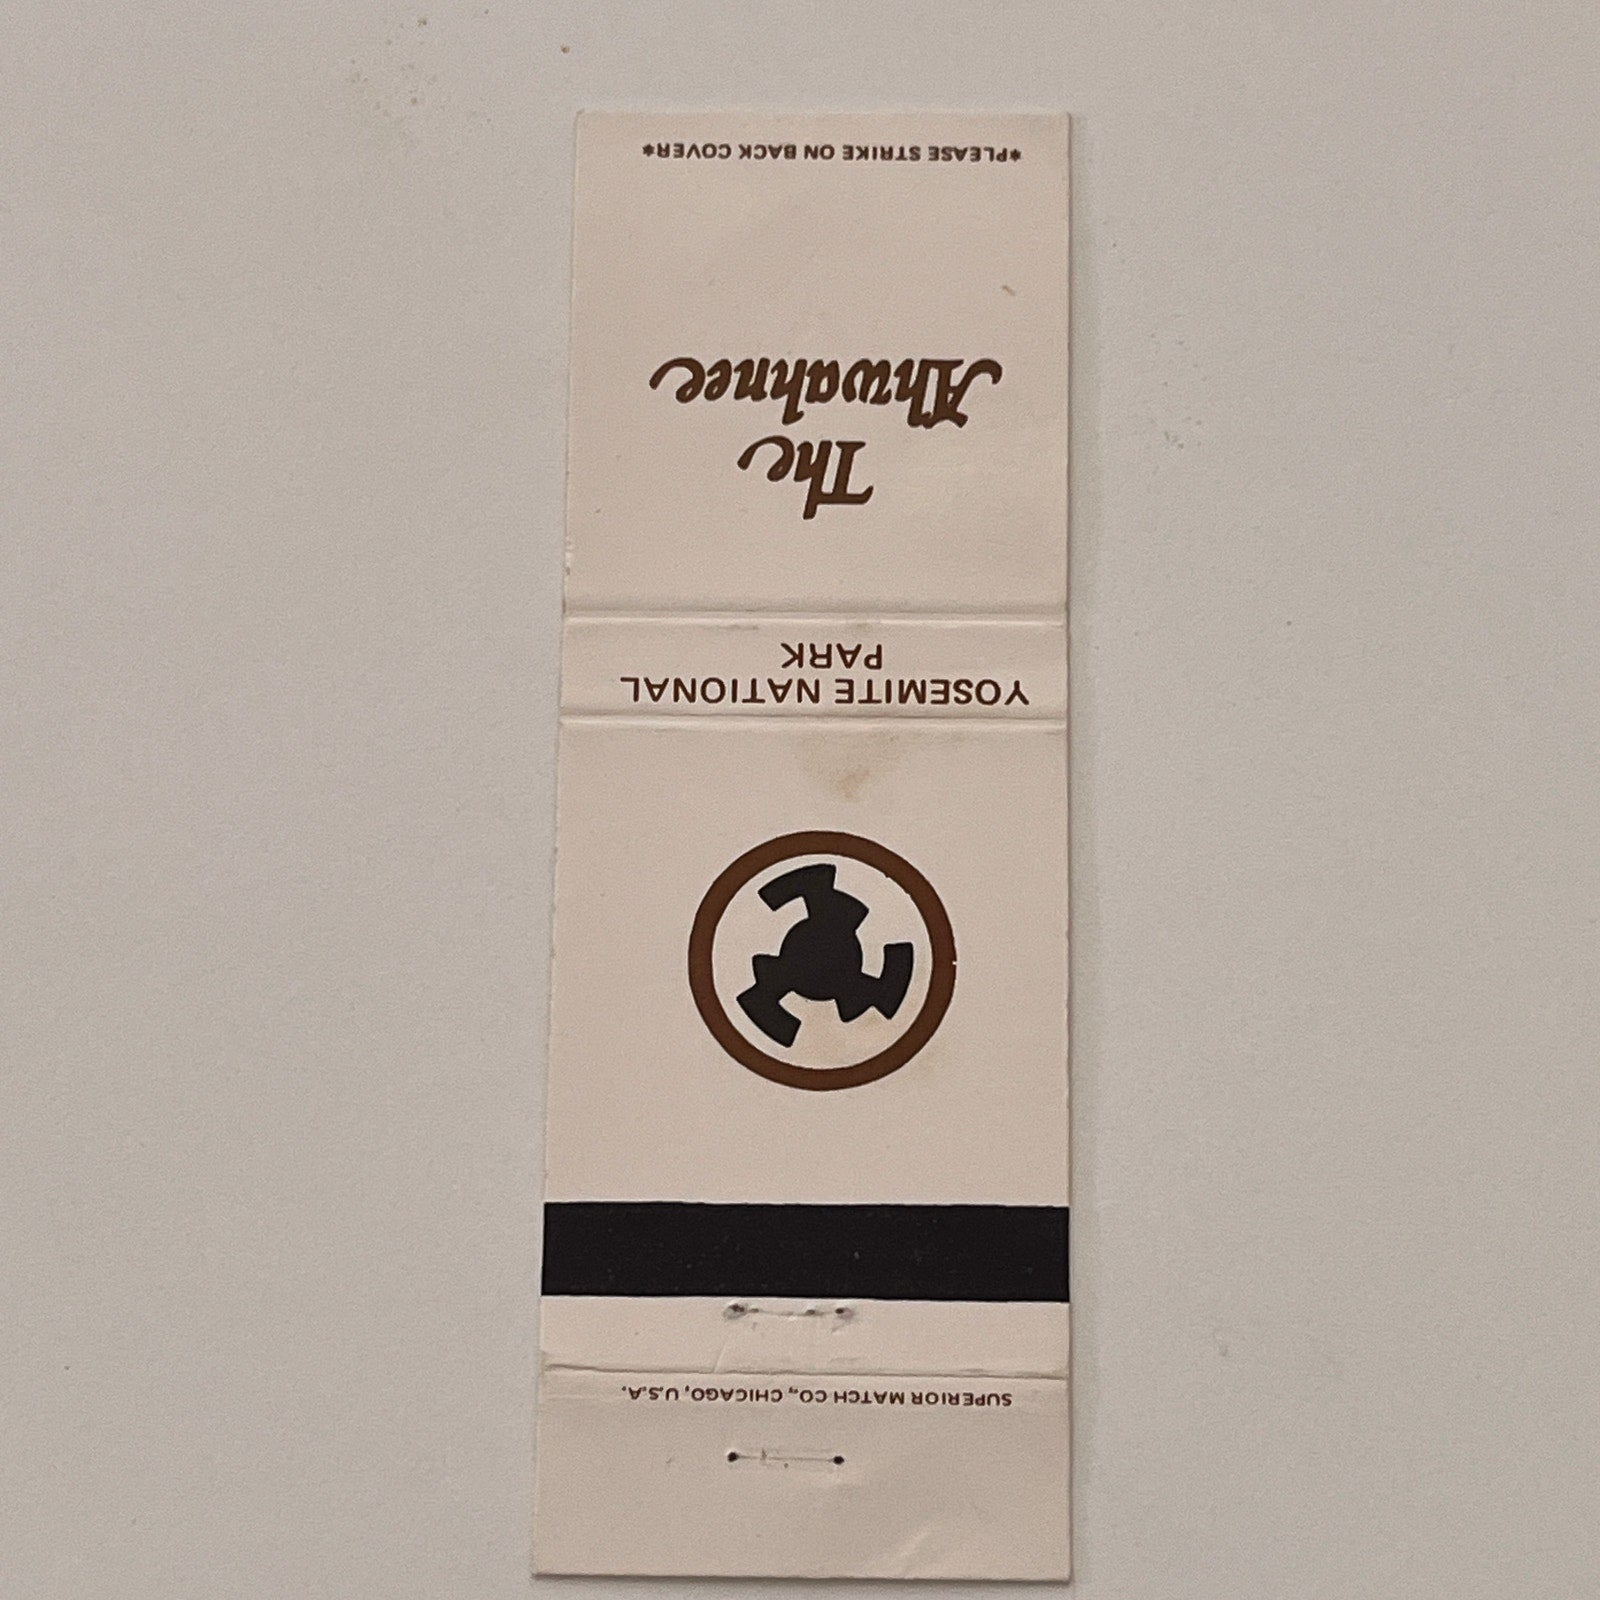 SUPERIOR MATCH CO., CHICAGO, U.S.A.
YOSEMITE NATIONAL
PARK
The
Ahwahnee
*PLEASE STRIKE ON BACK COVER*